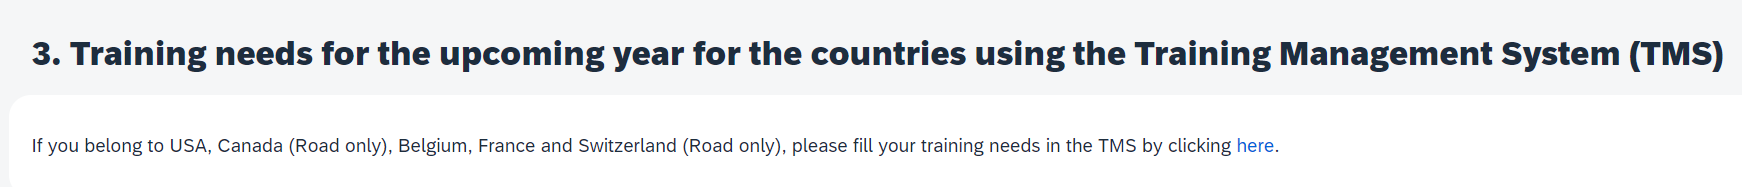 3. Training needs for the upcoming year for the countries using the Training Management System (TMS)
If you belong to USA, Canada (Road only), Belgium, France and Switzerland (Road only), please fill your training needs in the TMS by clicking here.